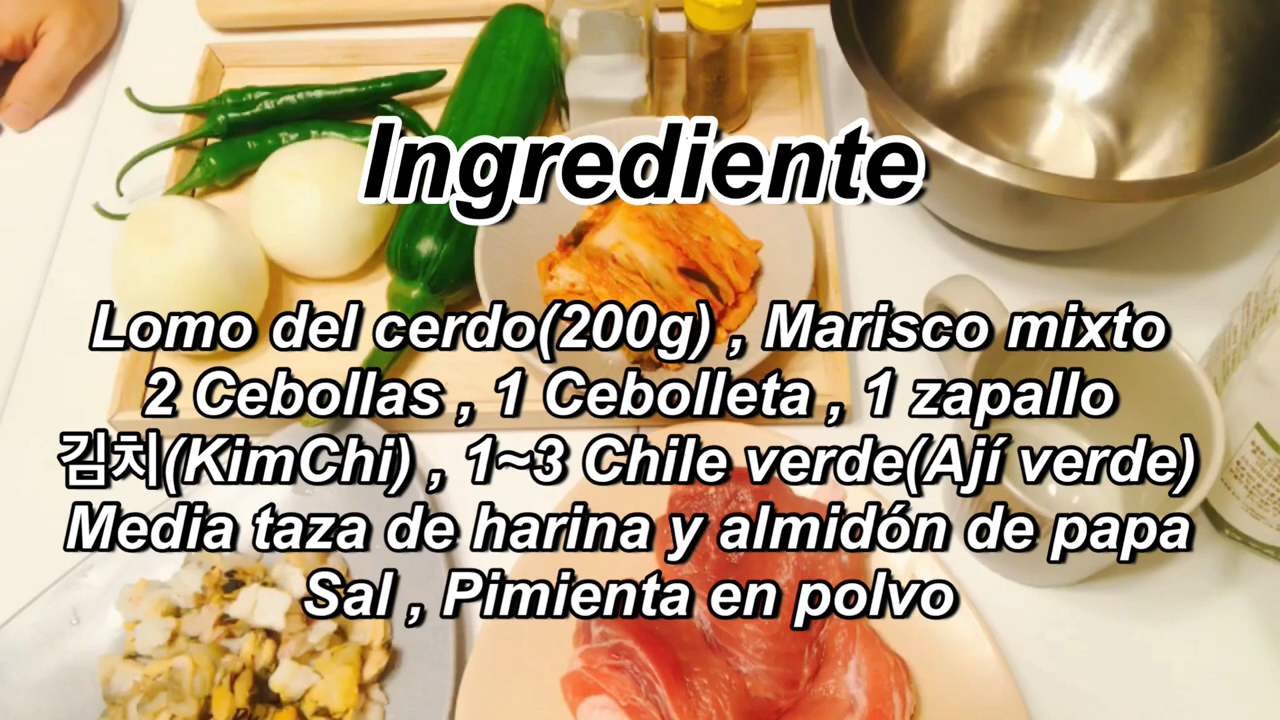 Ingrediente
Lomo del cerdo(200g) , Marisco mixto
2 Cebollas , 1 Cebolleta , 1 zapallo
김치(KimChi) , 1~3 Chile verde(Ají verde)
Media taza de harina y almidón de papa
Sal , Pimienta en polvo